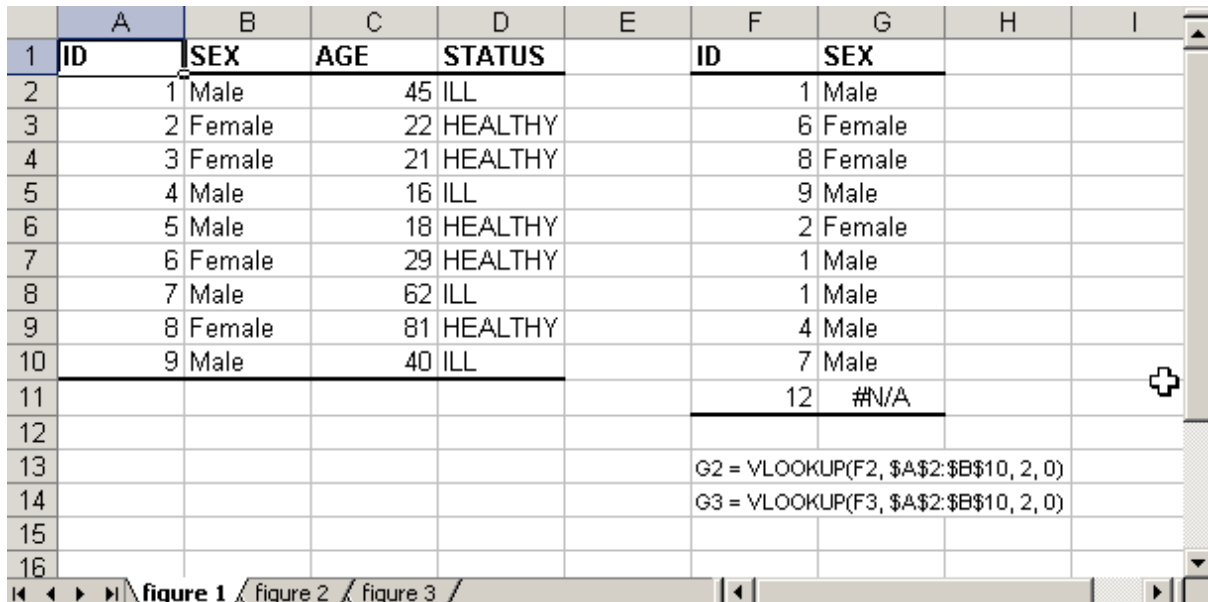 A B C D E F G H I
1 ID SEX AGE STATUS ID SEX
2 1 Male 45 ILL 1 Male
3 2 Female 22 HEALTHY 6 Female
4 3 Female 21 HEALTHY 8 Female
5 4 Male 16 ILL 9 Male
6 5 Male 18 HEALTHY 2 Female
7 6 Female 29 HEALTHY 1 Male
8 7 Male 62 ILL 1 Male
9 8 Female 81 HEALTHY 4 Male
10 9 Male 40 ILL 7 Male
11 12 #N/A
12
13 G2 = VLOOKUP(F2, $A$2:$B$10, 2, 0)
14 G3 = VLOOKUP(F3, $A$2:$B$10, 2, 0)
15
16
figure 1 figure 2 figure 3